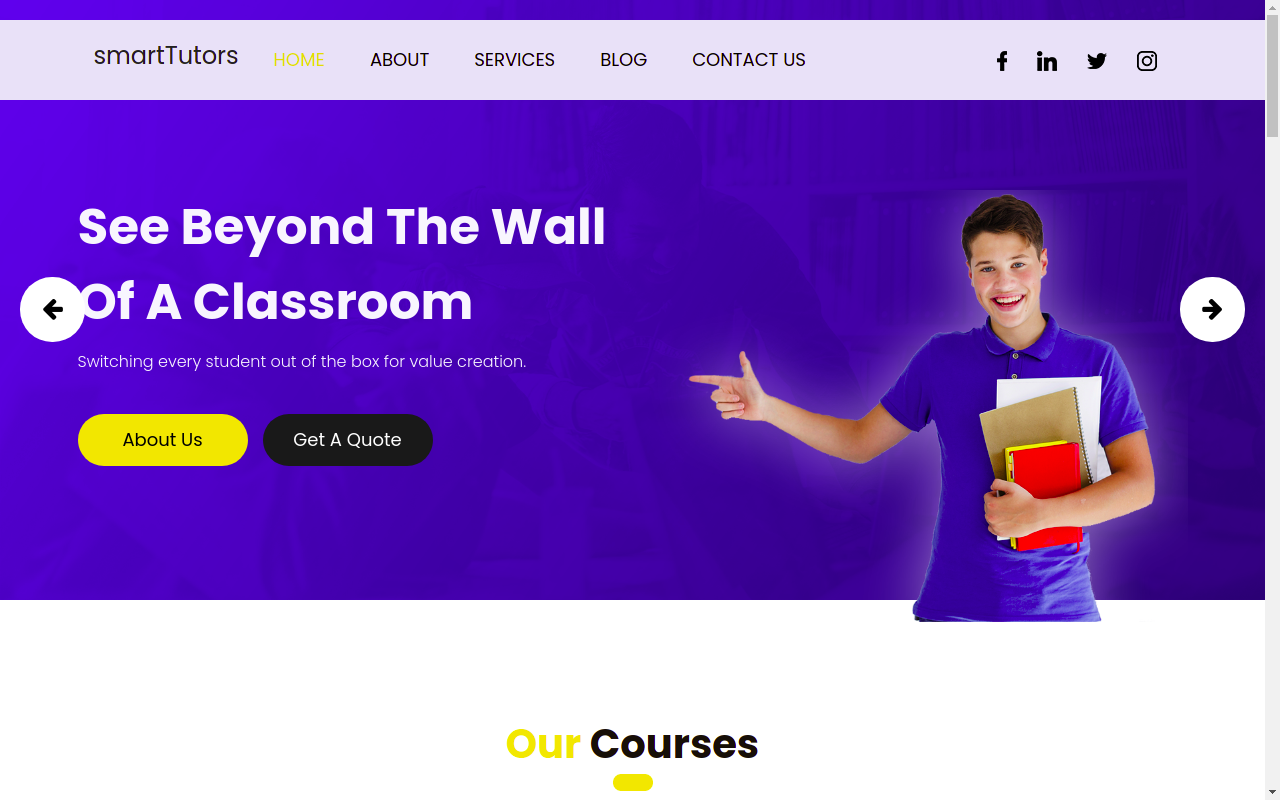 smartTutors
HOME
ABOUT
SERVICES
BLOG
CONTACT US
See Beyond The Wall
Of A Classroom
Switching every student out of the box for value creation.
About Us
Get A Quote
Our Courses